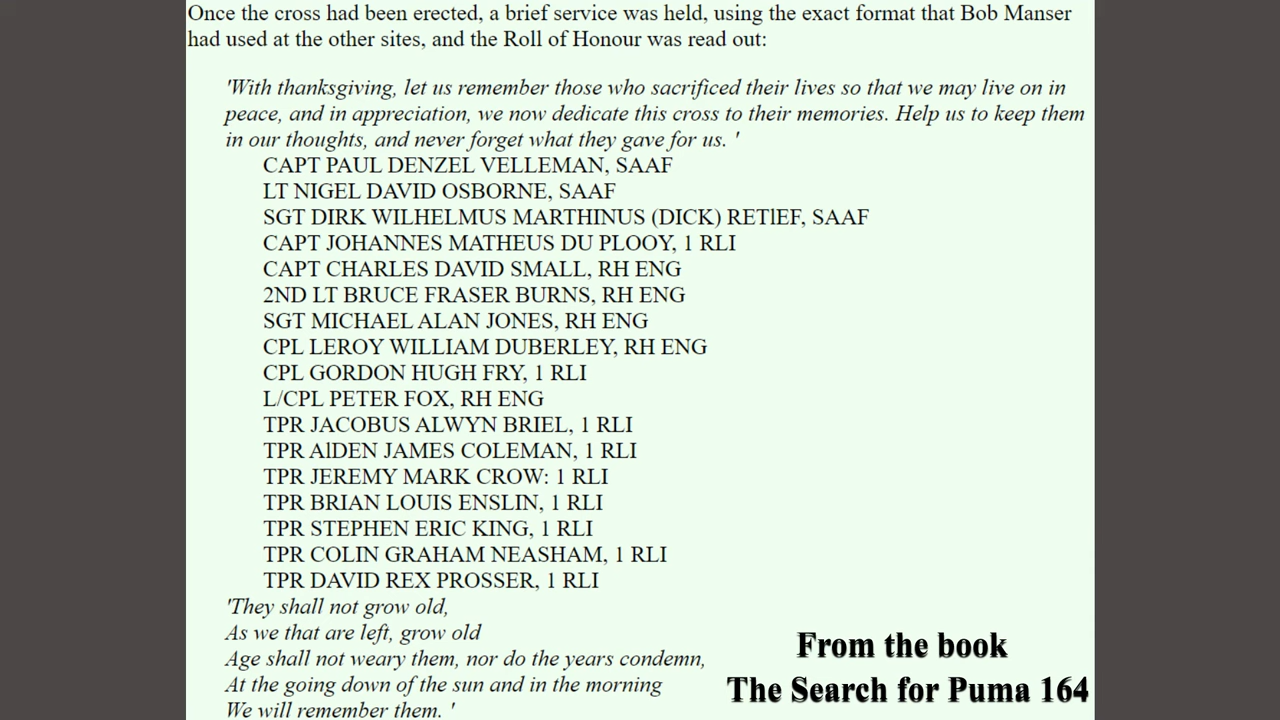 Once the cross had been erected, a brief service was held, using the exact format that Bob Manser
had used at the other sites, and the Roll of Honour was read out:
'With thanksgiving, let us remember those who sacrificed their lives so that we may live on in
peace, and in appreciation, we now dedicate this cross to their memories. Help us to keep them
in our thoughts, and never forget what they gave for us. '
CAPT PAUL DENZEL VELLEMAN, SAAF
LT NIGEL DAVID OSBORNE, SAAF
SGT DIRK WILHELMUS MARTHINUS (DICK) RETlEF, SAAF
CAPT JOHANNES MATHEUS DU PLOOY, 1 RLI
CAPT CHARLES DAVID SMALL, RH ENG
2ND LT BRUCE FRASER BURNS, RH ENG
SGT MICHAEL ALAN JONES, RH ENG
CPL LEROY WILLIAM DUBERLEY, RH ENG
CPL GORDON HUGH FRY, 1 RLI
L/CPL PETER FOX, RH ENG
TPR JACOBUS ALWYN BRIEL, 1 RLI
TPR AlDEN JAMES COLEMAN, 1 RLI
TPR JEREMY MARK CROW: 1 RLI
TPR BRIAN LOUIS ENSLIN, 1 RLI
TPR STEPHEN ERIC KING, 1 RLI
TPR COLIN GRAHAM NEASHAM, 1 RLI
TPR DAVID REX PROSSER, 1 RLI
'They shall not grow old,
As we that are left, grow old
Age shall not weary them, nor do the years condemn,
At the going down of the sun and in the morning
We will remember them. '
From the book
The Search for Puma 164